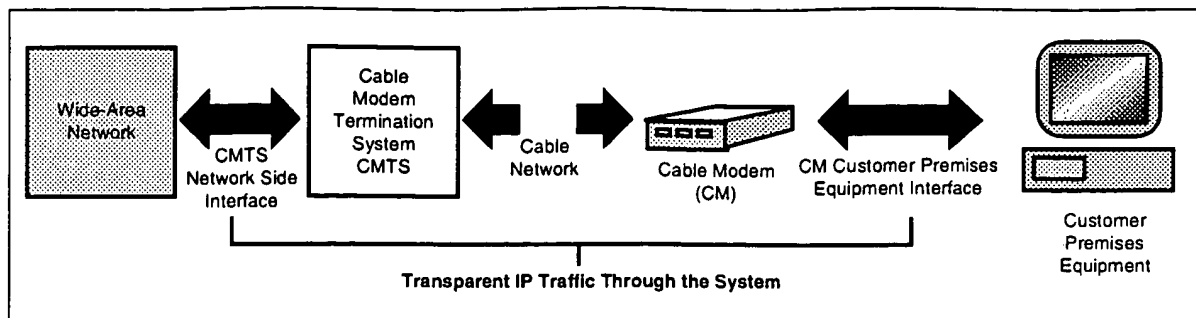 Wide-Area
Network
CMTS
Network Side
Interface
Cable
Modem
Termination
System
CMTS
Cable
Network
Cable Modem
(CM)
CM Customer Premises
Equipment Interface
Customer
Premises
Equipment
Transparent IP Traffic Through the System